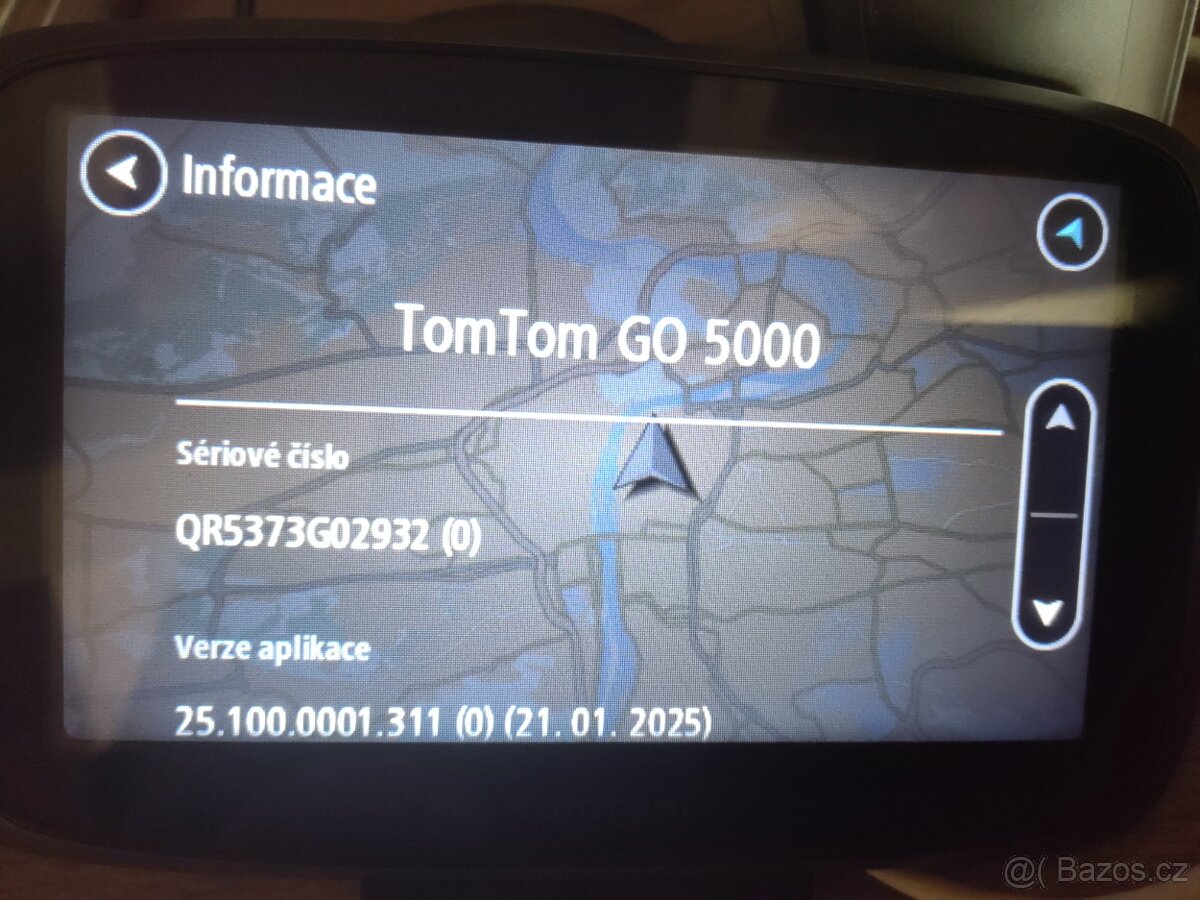 Informace
TomTom GO 5000
Sériové číslo
QR5373G02932 (0)
Verze aplikace
25.100.0001.311 (0) (21. 01. 2025)
@( Bazos.cz